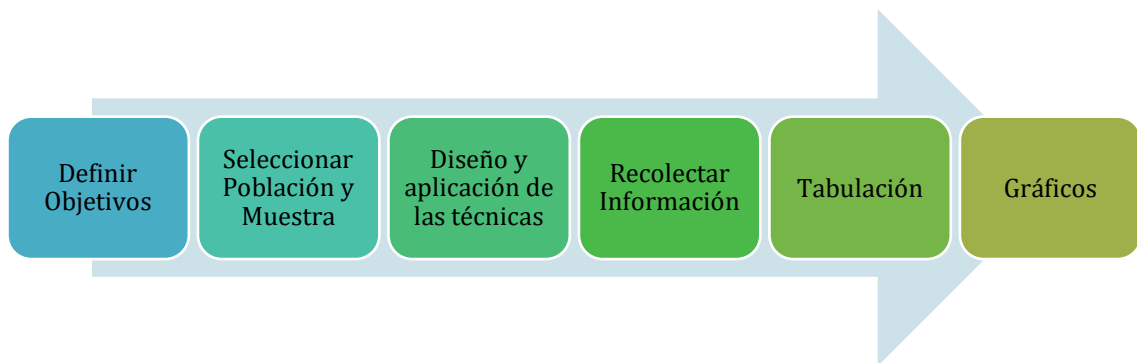 Definir
Objetivos
Seleccionar
Población y
Muestra
Diseño y
aplicación de
las técnicas
Recolectar
Información
Tabulación
Gráficos